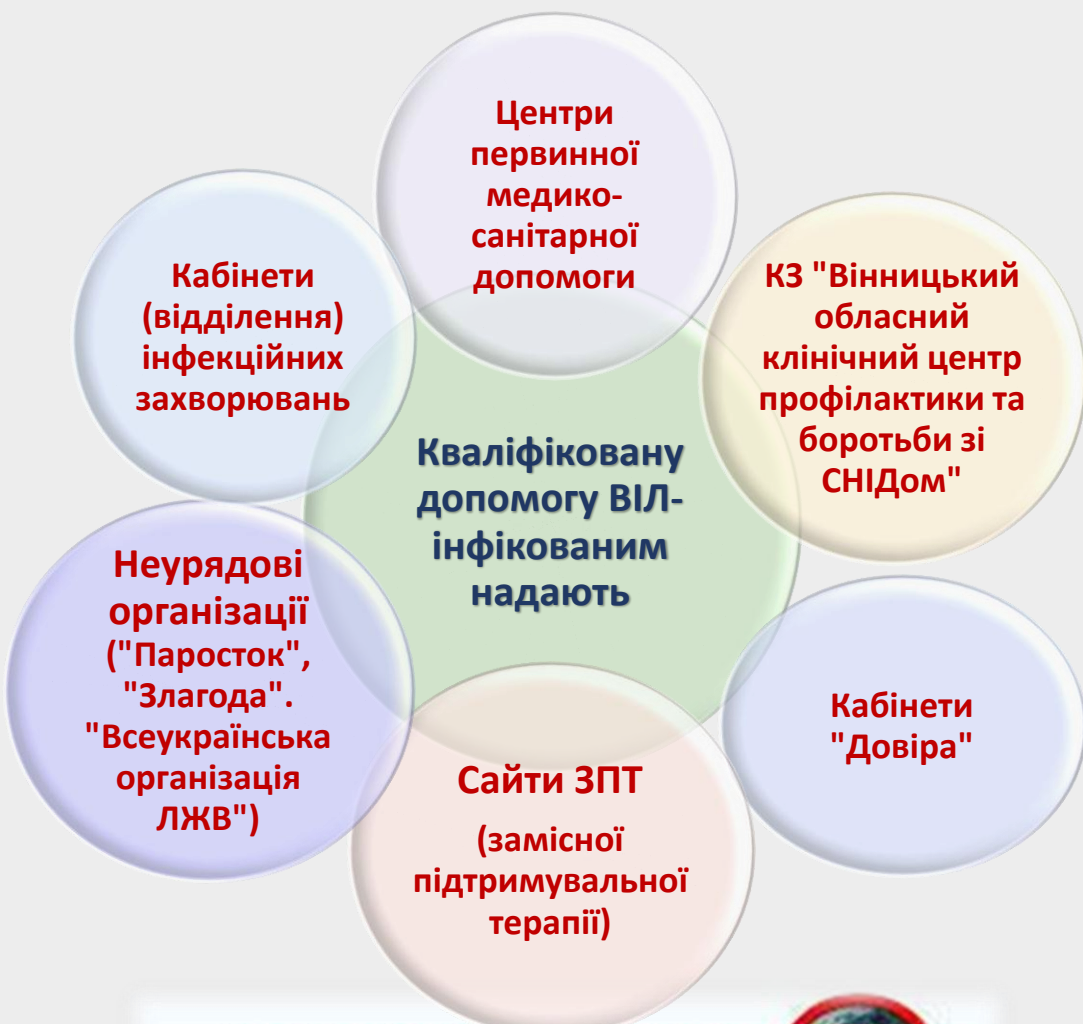 Центри
первинної
медико-
санітарної
допомоги
КЗ "Вінницький
обласний
клінічний центр
профілактики та
боротьби зі
СНІДом"
Кабінети
"Довіра"
Сайти ЗПТ
(замісної
підтримувальної
терапії)
Неурядові
організації
("Паросток",
"Злагода".
"Всеукраїнська
організація
ЛЖВ")
Кабінети
(відділення)
інфекційних
захворювань
Кваліфіковану
допомогу ВІЛ-
інфікованим
надають